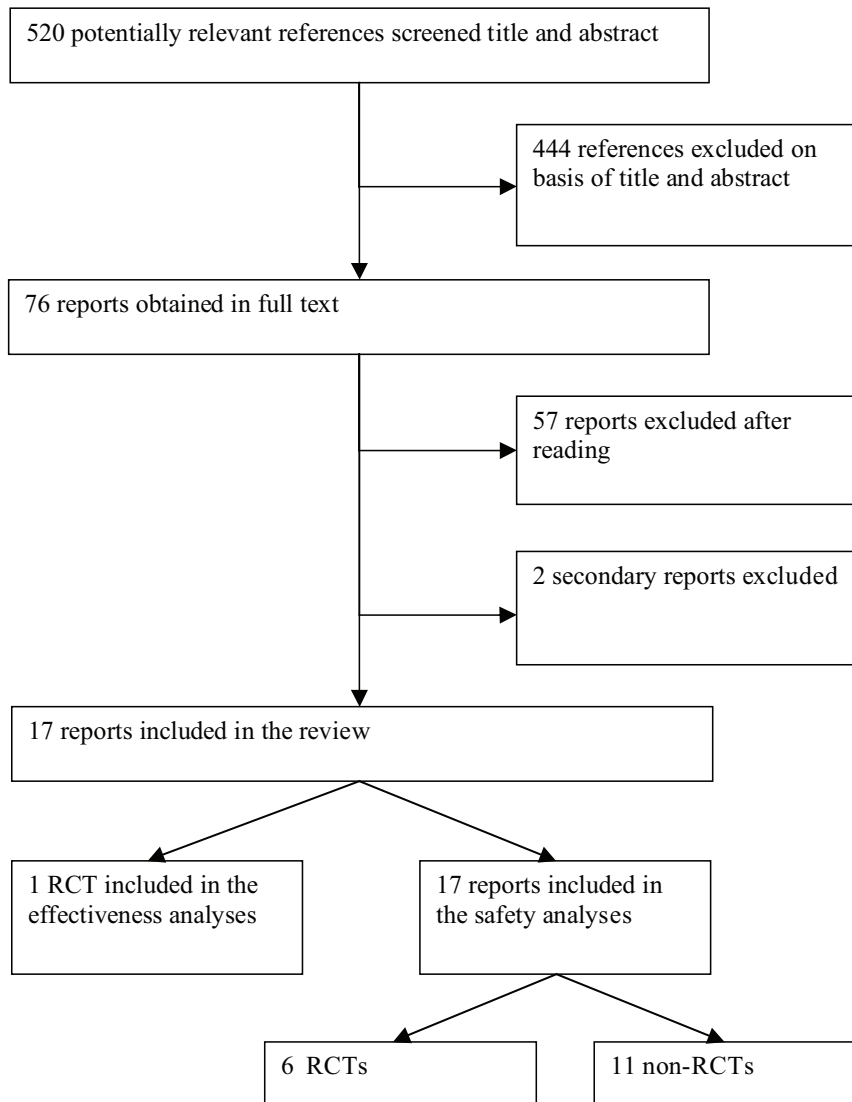 520 potentially relevant references screened title and abstract
444 references excluded on
basis of title and abstract
76 reports obtained in full text
57 reports excluded after
reading
2 secondary reports excluded
17 reports included in the review
1 RCT included in the
effectiveness analyses
17 reports included in
the safety analyses
6 RCTs
11 non-RCTs